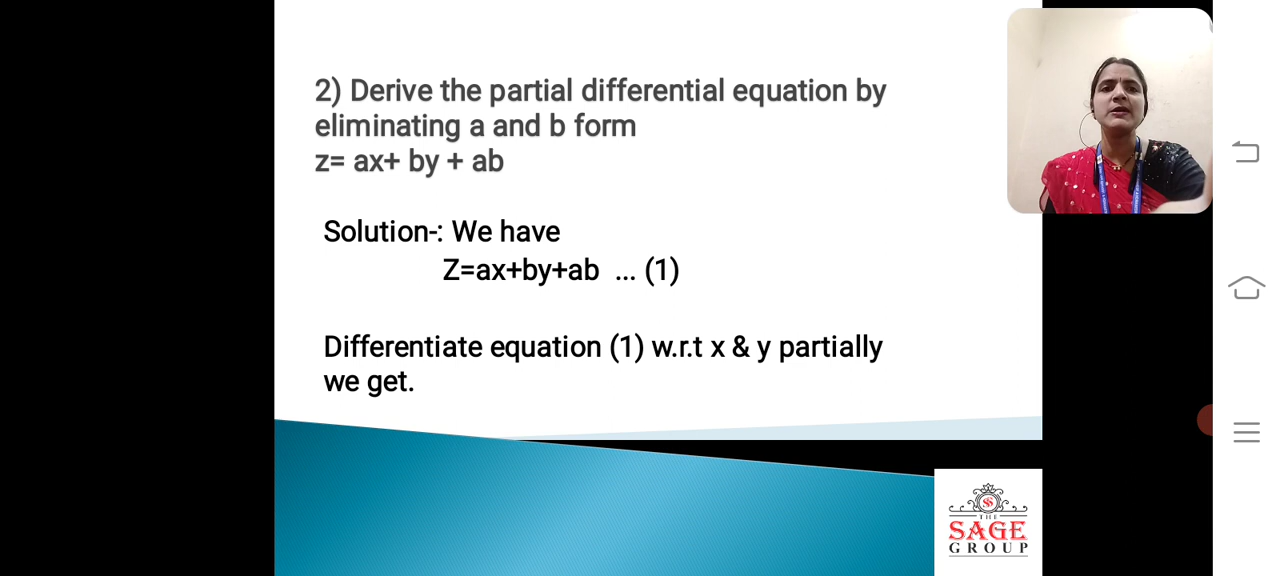 2) Derive the partial differential equation by
eliminating a and b form
z= ax+ by + ab
Solution-: We have
Z=ax+by+ab ... (1)
Differentiate equation (1) w.r.t x & y partially
we get.
THE
SAGE
GROUP